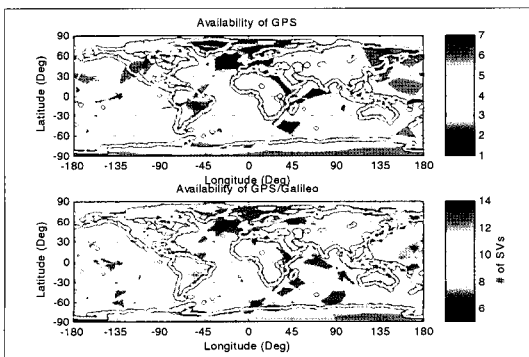 Availability of GPS
90
60
30
0
-30
-60
-90
Latitude (Deg)
-180 -135 -90 -45 0 45 90 135 180
Longitude (Deg)
7
6
5
4
3
2
1
Availability of GPS/Galileo
90
60
30
0
-30
-60
-90
Latitude (Deg)
-180 -135 -90 -45 0 45 90 135 180
Longitude (Deg)
14
12
10
8
6
# of SVs